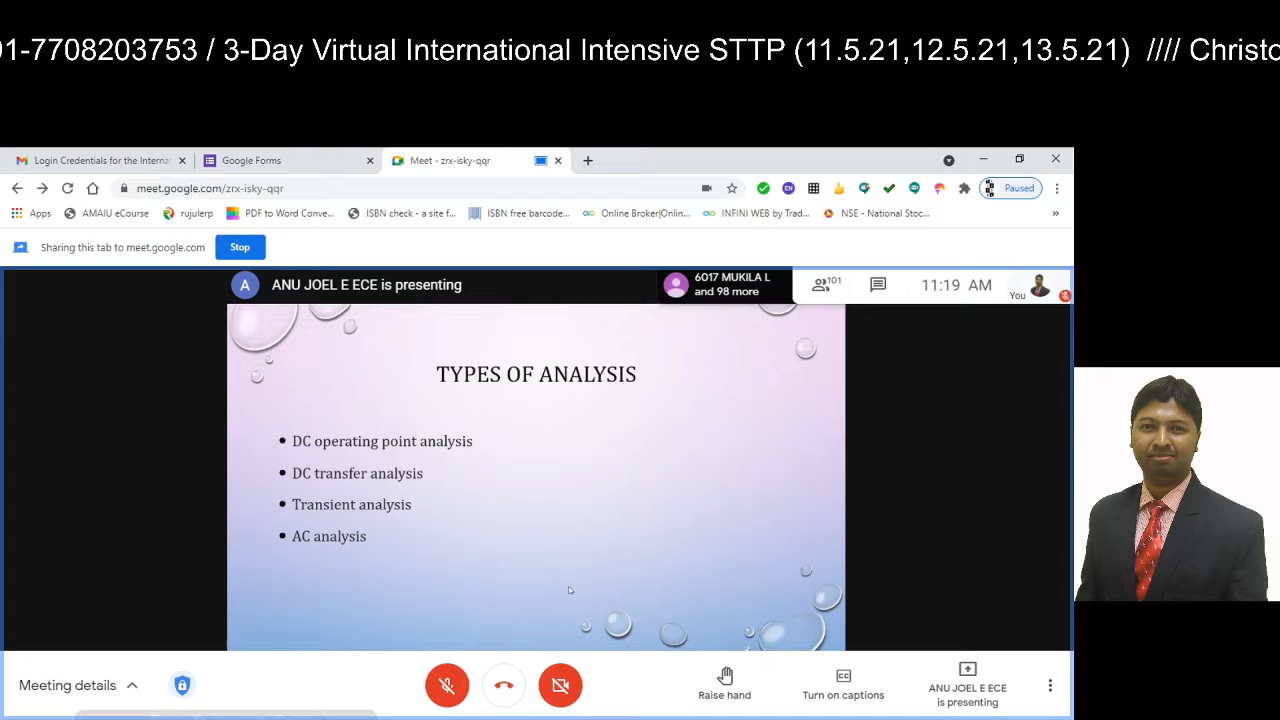 01-7708203753 / 3-Day Virtual International Intensive STTP (11.5.21,12.5.21,13.5.21) //// Christo
Login Credentials for the Interna
Google Forms
Meet - zrx-isky-qqr
meet.google.com/zrx-isky-qqr
EN
Paused
Apps
AMAIU eCourse
rujulerp
PDF to Word Conve...
ISBN check - a site f...
ISBN free barcode...
Online Broker|Onlin...
INFINI WEB by Trad...
NSE - National Stoc...
»
Sharing this tab to meet.google.com
Stop
A
ANU JOEL E ECE is presenting
6017 MUKILA L
and 98 more
101
11:19 AM
You
TYPES OF ANALYSIS
• DC operating point analysis
• DC transfer analysis
• Transient analysis
• AC analysis
Meeting details
Raise hand
CC
Turn on captions
ANU JOEL E ECE
is presenting